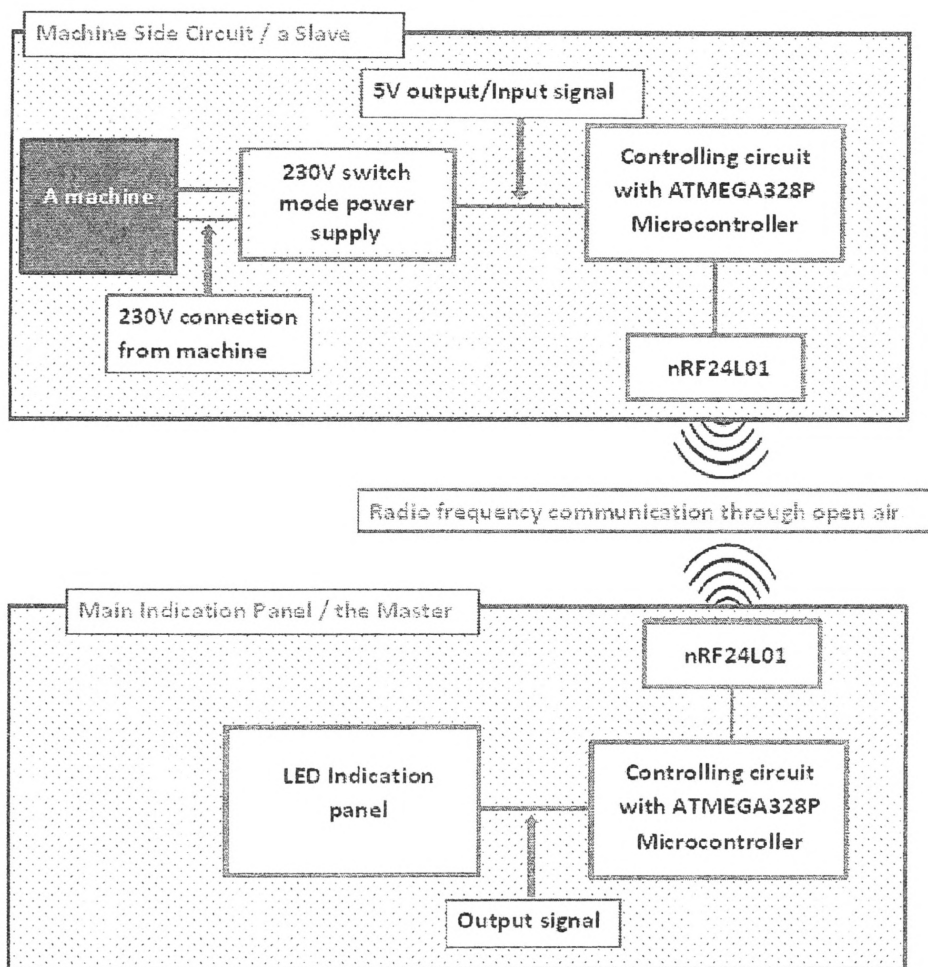 Machine Side Circuit / a Slave
5V output/Input signal
A machine
230V switch
mode power
supply
Controlling circuit
with ATMEGA328P
Microcontroller
230V connection
from machine
nRF24L01
Radio frequency communication through open air
Main Indication Panel / the Master
nRF24L01
LED Indication
panel
Controlling circuit
with ATMEGA328P
Microcontroller
Output signal